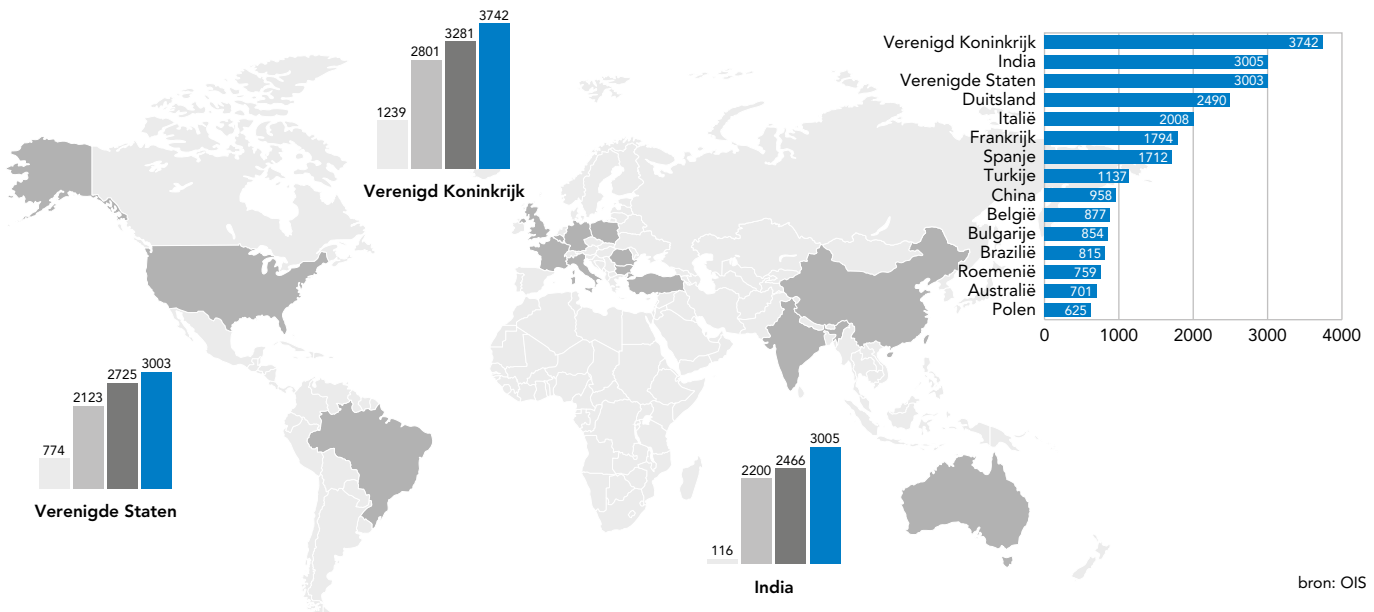 1239
2801
3281
3742
Verenigd Koninkrijk
Verenigd Koninkrijk 3742
India 3005
Verenigde Staten 3003
Duitsland 2490
Italië 2008
Frankrijk 1794
Spanje 1712
Turkije 1137
China 958
België 877
Bulgarije 854
Brazilië 815
Roemenië 759
Australië 701
Polen 625
0 1000 2000 3000 4000
774
2123
2725
3003
Verenigde Staten
116
2200
2466
3005
India
bron: OIS